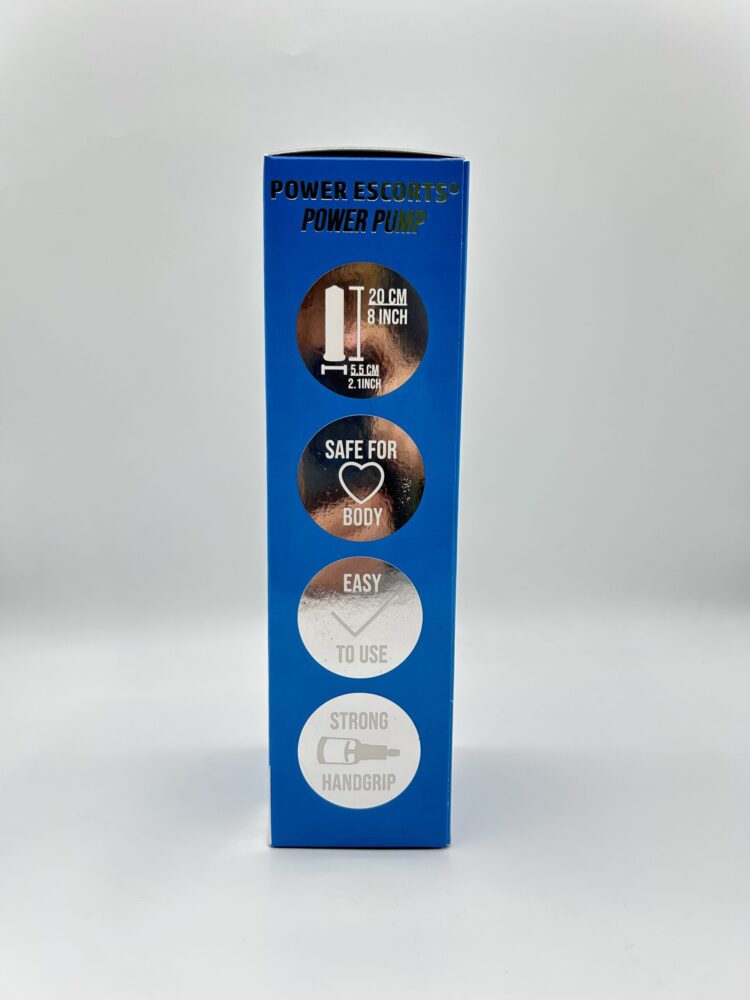 POWER ESCORTS®
POWER PUMP
20 CM
8 INCH
5.5 CM
2.1INCH
SAFE FOR
BODY
EASY
TO USE
STRONG
HANDGRIP